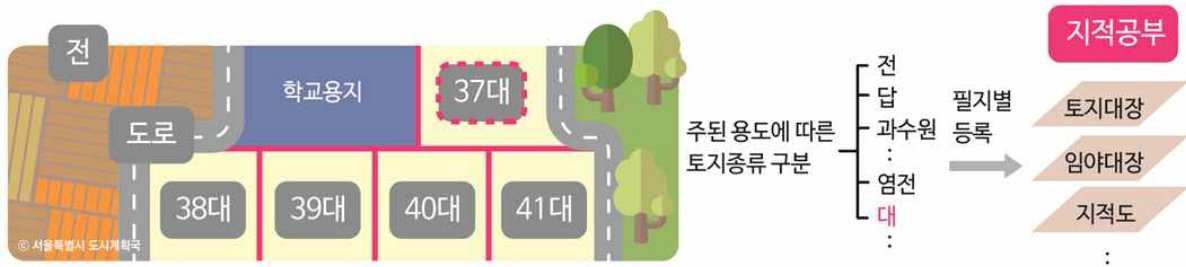 전
학교용지
37대
도로
38대
39대
40대
41대
© 서울특별시 도시계획국
주된 용도에 따른
토지종류 구분
전
답
과수원
:
염전
대
:
필지별
등록
지적공부
토지대장
임야대장
지적도
: